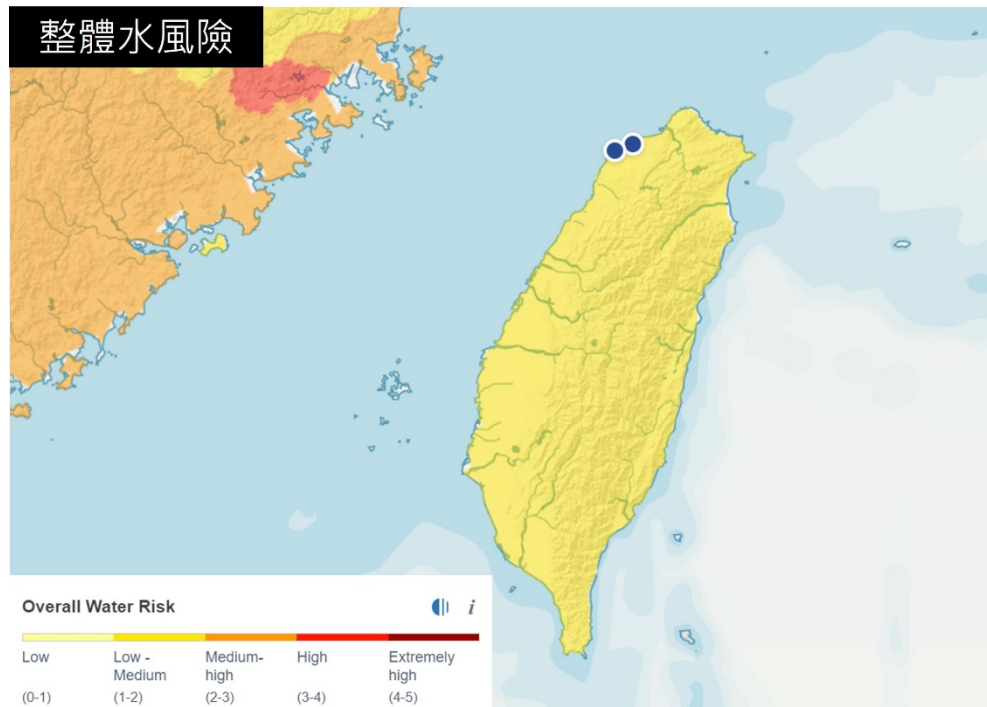 整體水風險
Overall Water Risk
i
Low
Low -
Medium
Medium-
high
High
Extremely
high
(0-1)
(1-2)
(2-3)
(3-4)
(4-5)